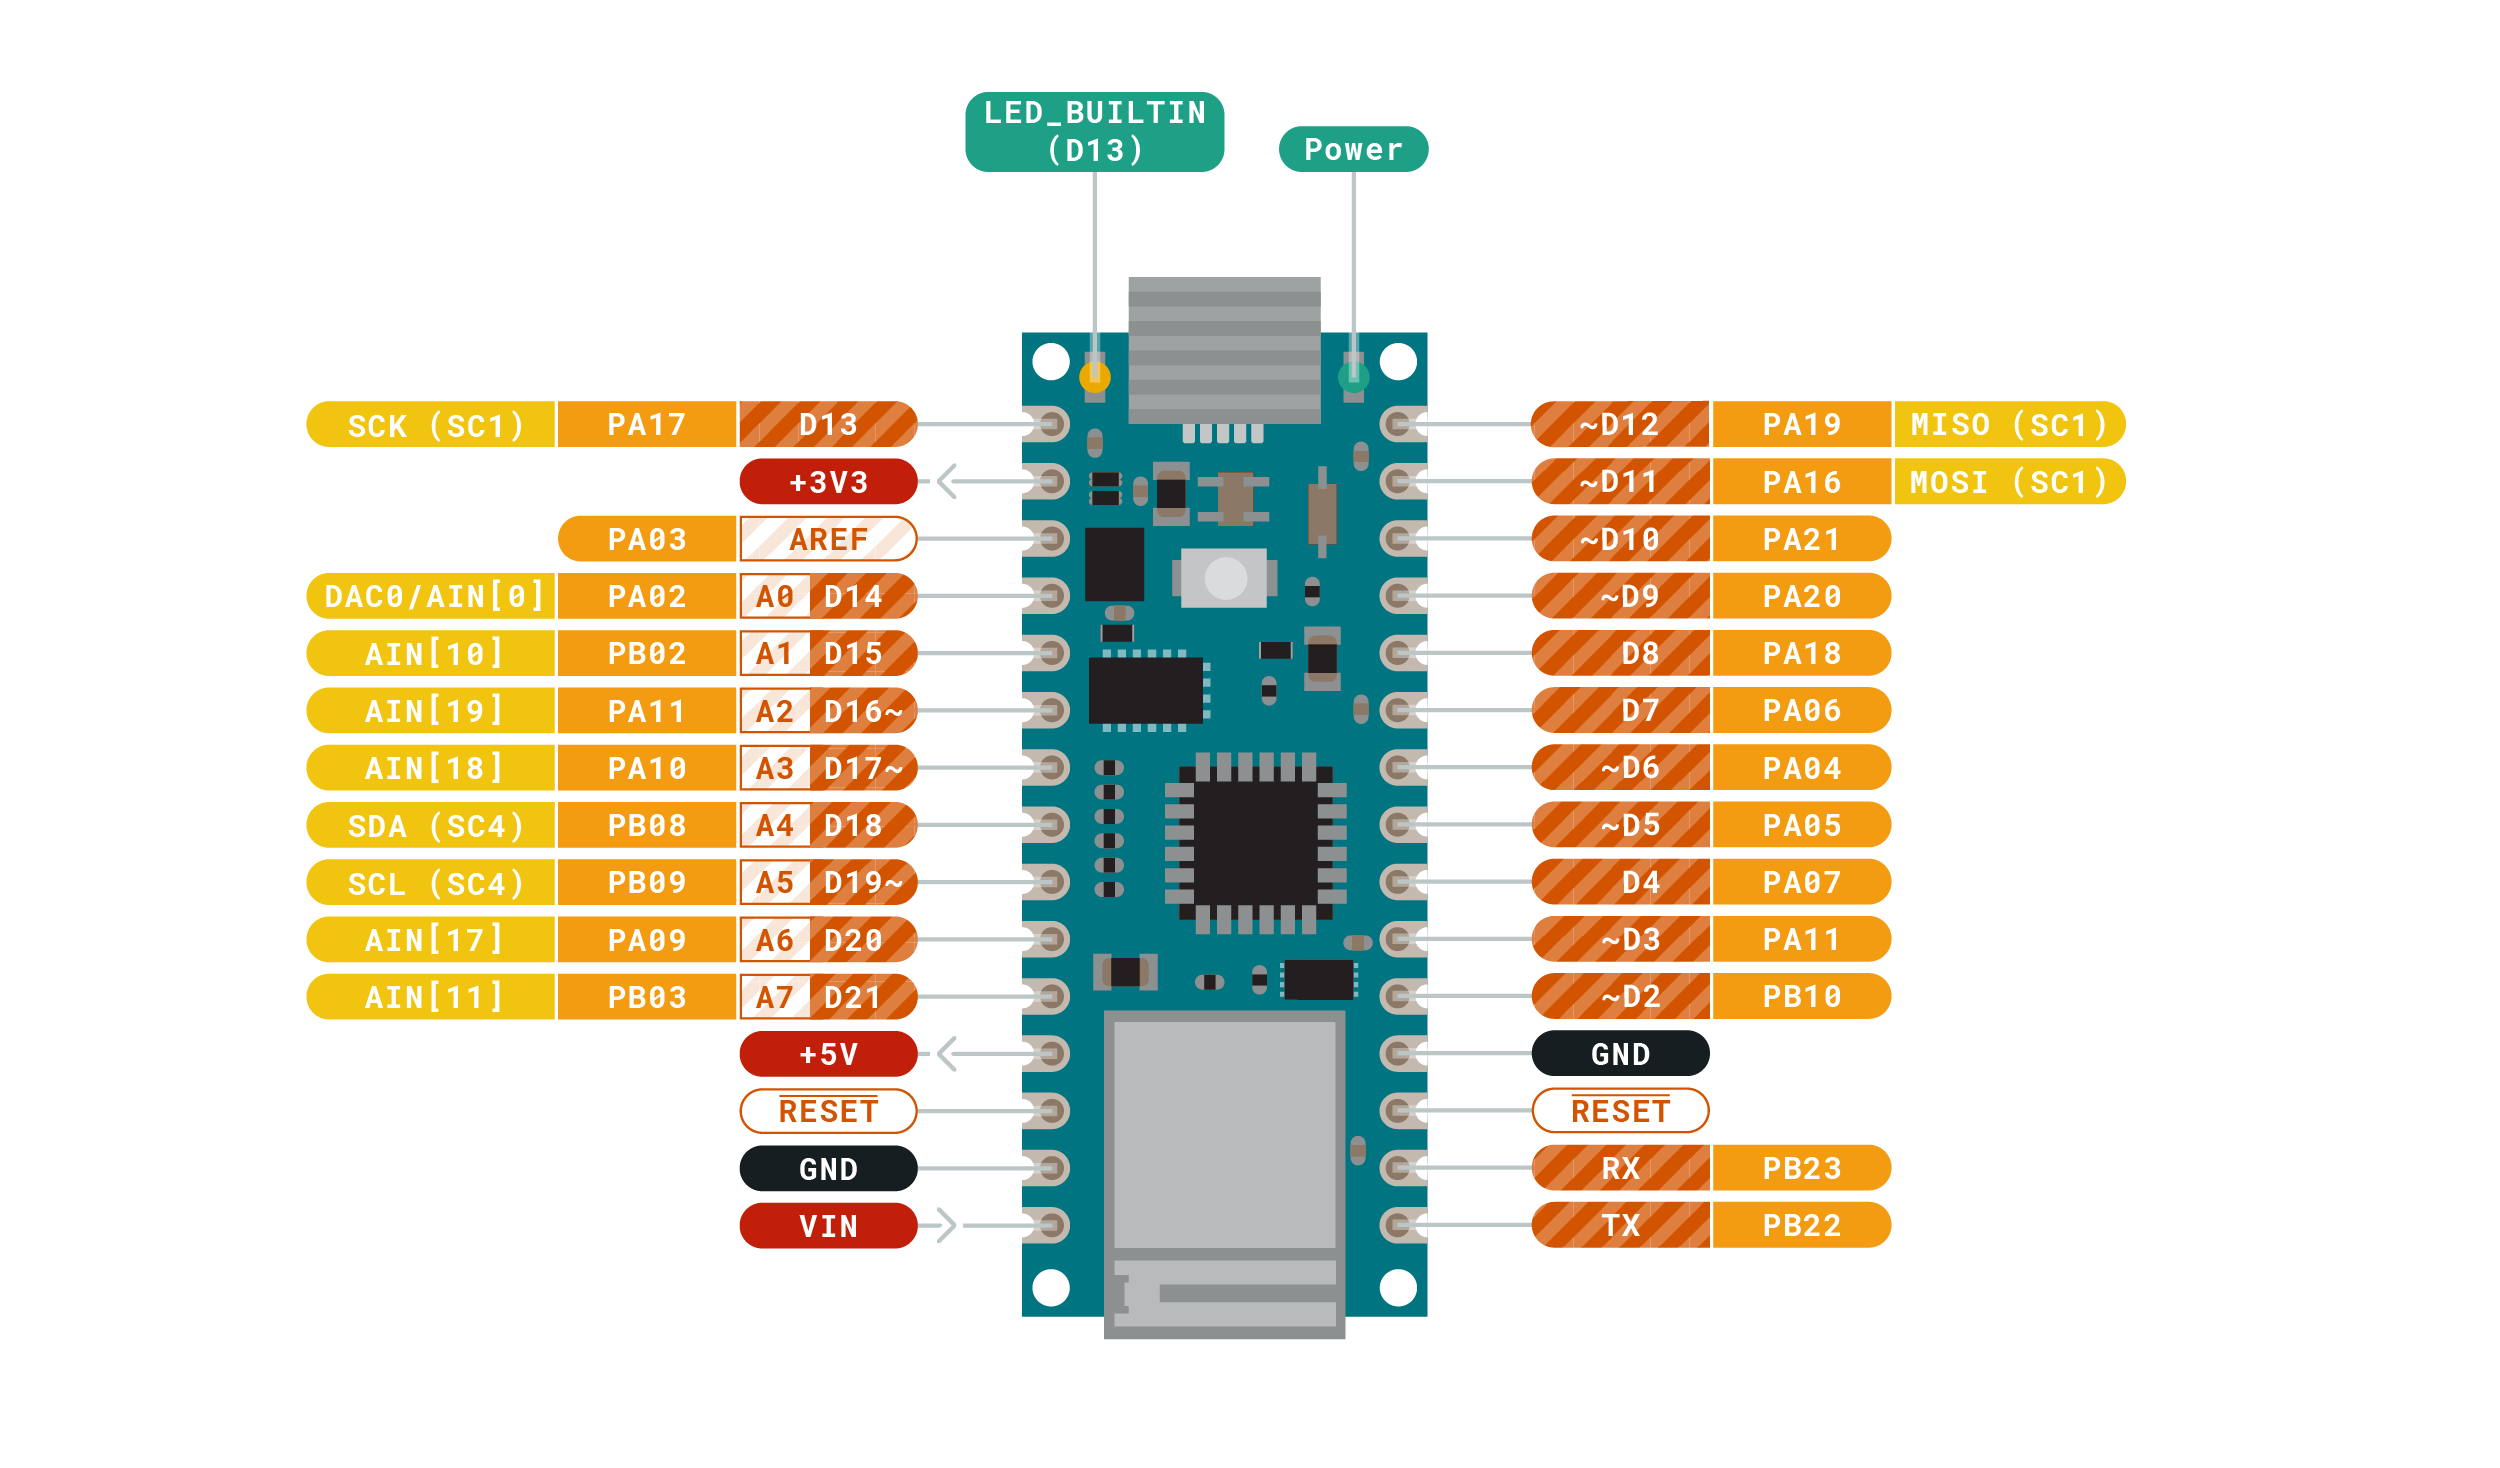 LED_BUILTIN
(D13)
Power
SCK (SC1) PA17 D13
+3V3
PA03 AREF
DAC0/AIN[0] PA02 A0 D14
AIN[10] PB02 A1 D15
AIN[19] PA11 A2 D16~
AIN[18] PA10 A3 D17~
SDA (SC4) PB08 A4 D18
SCL (SC4) PB09 A5 D19~
AIN[17] PA09 A6 D20
AIN[11] PB03 A7 D21
+5V
RESET
GND
VIN
~D12 PA19 MISO (SC1)
~D11 PA16 MOSI (SC1)
~D10 PA21
~D9 PA20
D8 PA18
D7 PA06
~D6 PA04
~D5 PA05
D4 PA07
~D3 PA11
~D2 PB10
GND
RESET
RX PB23
TX PB22